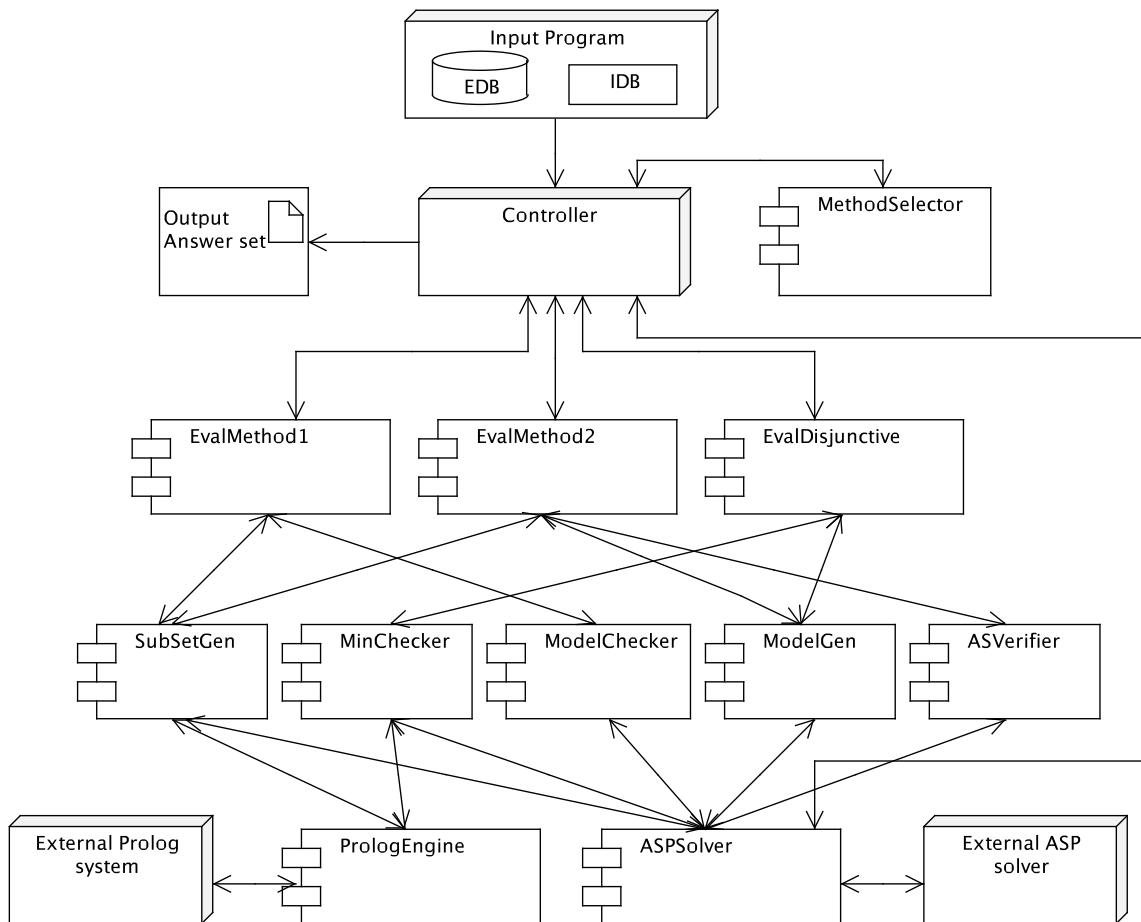 Input Program
EDB
IDB
Output
Answer set
Controller
MethodSelector
EvalMethod1
EvalMethod2
EvalDisjunctive
SubSetGen
MinChecker
ModelChecker
ModelGen
ASVerifier
External Prolog
system
PrologEngine
ASPSolver
External ASP
solver